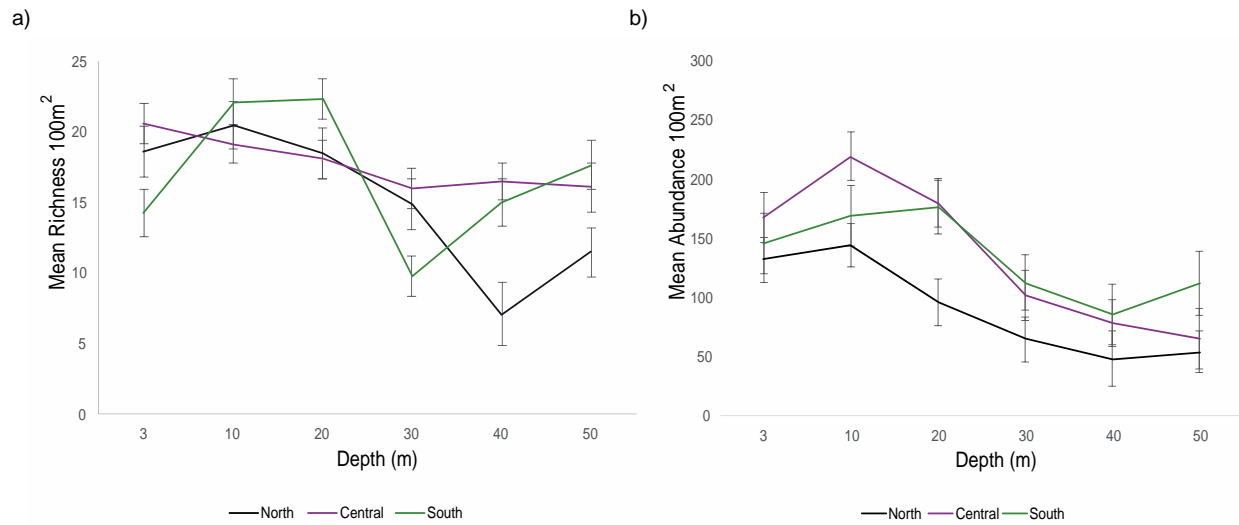 a)
25
20
15
10
5
0
Mean Richness 100m²
3 10 20 30 40 50
Depth (m)
North Central South
b)
300
250
200
150
100
50
0
Mean Abundance 100m²
3 10 20 30 40 50
Depth (m)
North Central South